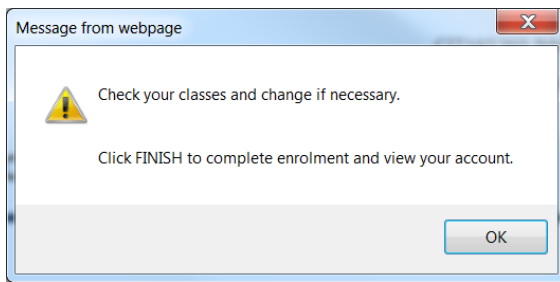 Message from webpage
Check your classes and change if necessary.
Click FINISH to complete enrolment and view your account.
OK